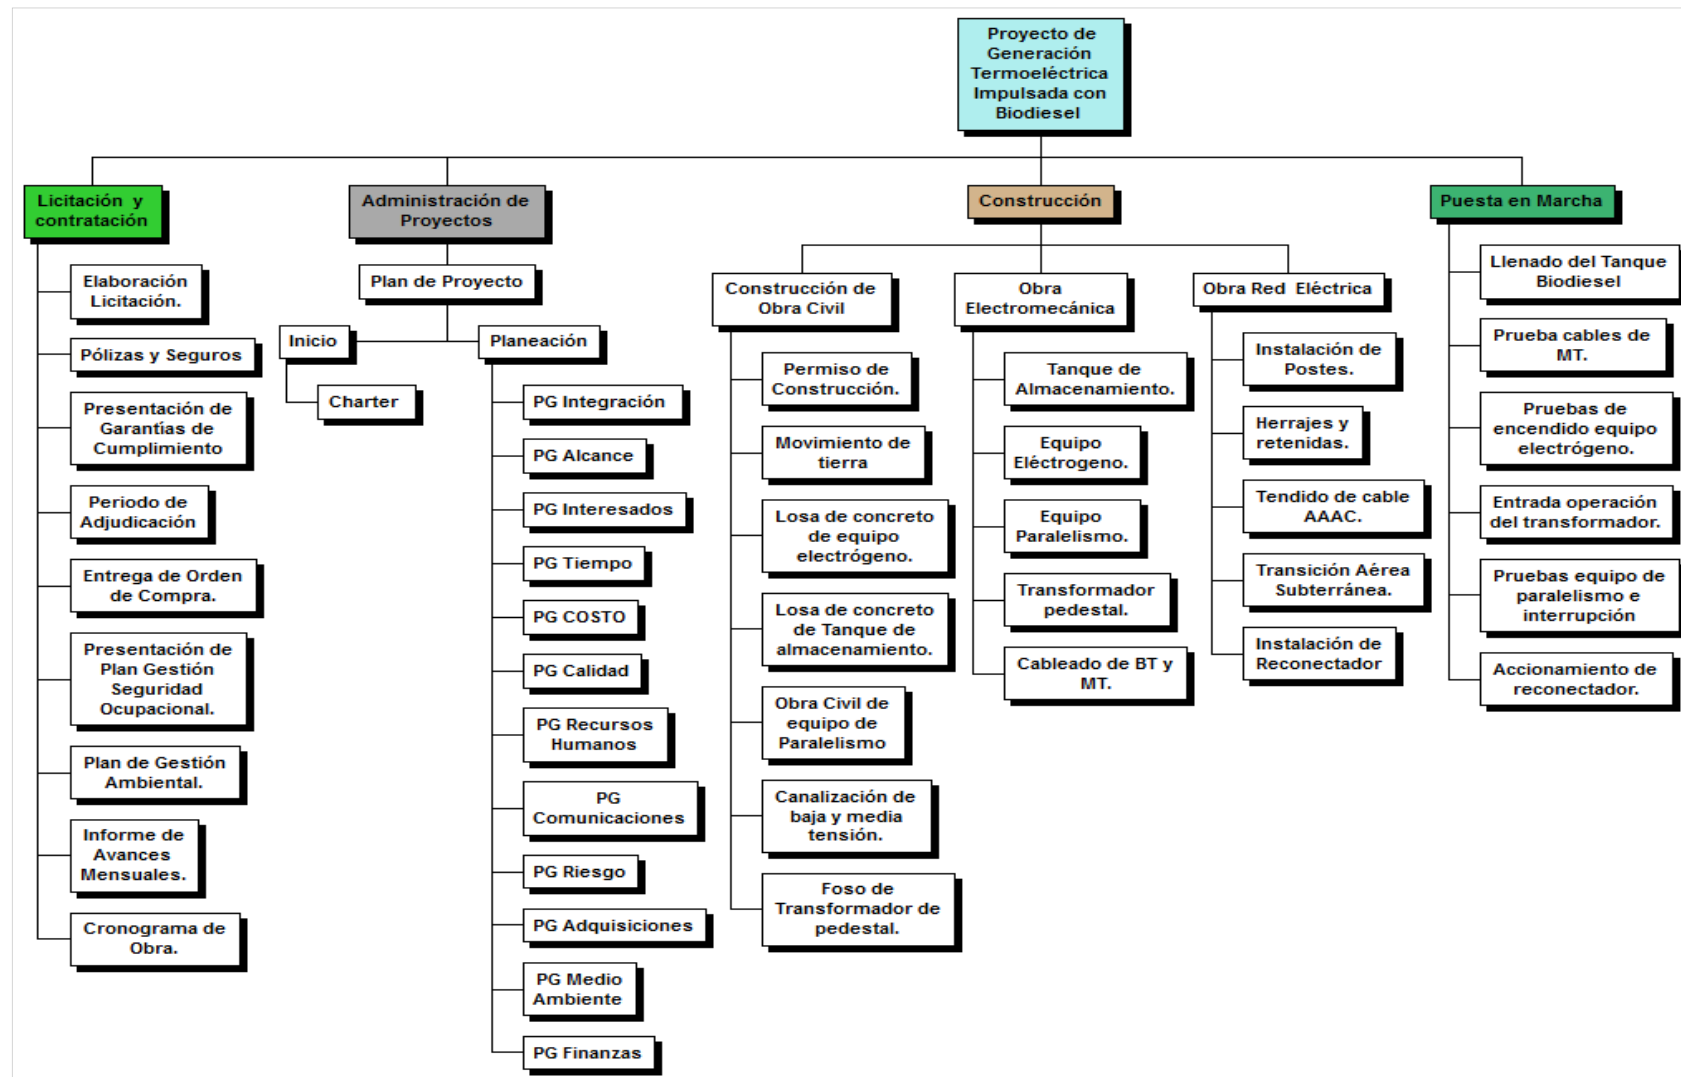 Proyecto de
Generación
Termoeléctrica
Impulsada con
Biodiesel
Licitación y
contratación
Elaboración
Licitación.
Pólizas y Seguros
Presentación de
Garantías de
Cumplimiento
Periodo de
Adjudicación
Entrega de Orden
de Compra.
Presentación de
Plan Gestión
Seguridad
Ocupacional.
Plan de Gestión
Ambiental.
Informe de
Avances
Mensuales.
Cronograma de
Obra.
Administración de
Proyectos
Plan de Proyecto
Inicio
Charter
Planeación
PG Integración
PG Alcance
PG Interesados
PG Tiempo
PG COSTO
PG Calidad
PG Recursos
Humanos
PG
Comunicaciones
PG Riesgo
PG Adquisiciones
PG Medio
Ambiente
PG Finanzas
Construcción
Construcción de
Obra Civil
Permiso de
Construcción.
Movimiento de
tierra
Losa de concreto
de equipo
electrógeno.
Losa de concreto
de Tanque de
almacenamiento.
Obra Civil de
equipo de
Paralelismo
Canalización de
baja y media
tensión.
Foso de
Transformador de
pedestal.
Obra
Electromecánica
Tanque de
Almacenamiento.
Equipo
Eléctrogeno.
Equipo
Paralelismo.
Transformador
pedestal.
Cableado de BT y
MT.
Obra Red Eléctrica
Instalación de
Postes.
Herrajes y
retenidas.
Tendido de cable
AAAC.
Transición Aérea
Subterránea.
Instalación de
Reconectador
Puesta en Marcha
Llenado del Tanque
Biodiesel
Prueba cables de
MT.
Pruebas de
encendido equipo
electrógeno.
Entrada operación
del transformador.
Pruebas equipo de
paralelismo e
interrupción
Accionamiento de
reconectador.